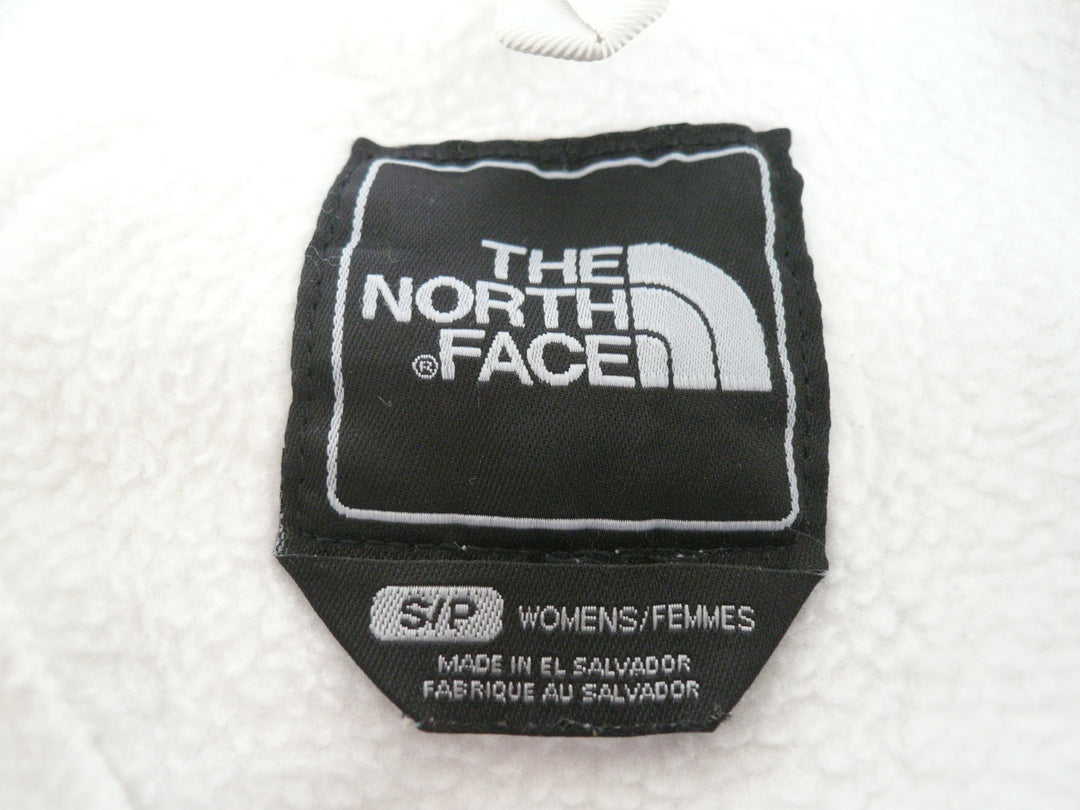 THE
NORTH
®FACE
S/P WOMENS/FEMMES
MADE IN EL SALVADOR
FABRIQUE AU SALVADOR